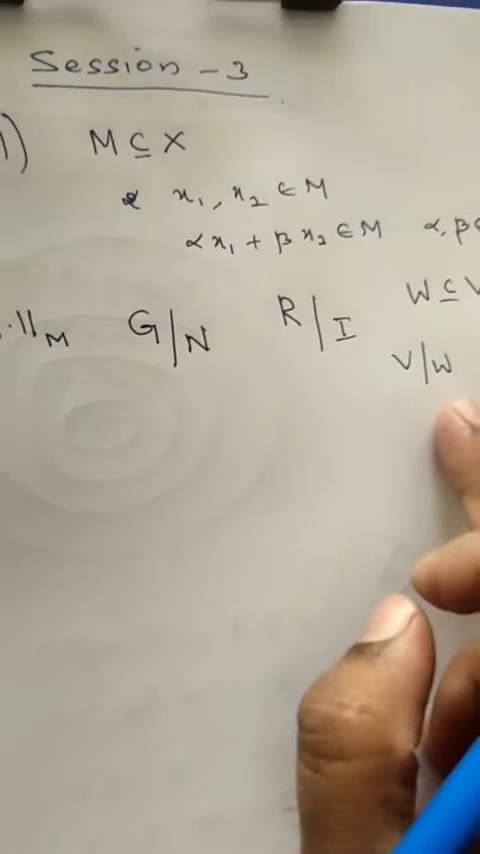 Session - 3
1) M ⊆ X
& x₁, x₂ ∈ M
αx₁ + βx₂ ∈ M α, β ∈
W ⊆ V
.||_M G/N R/I
V/W